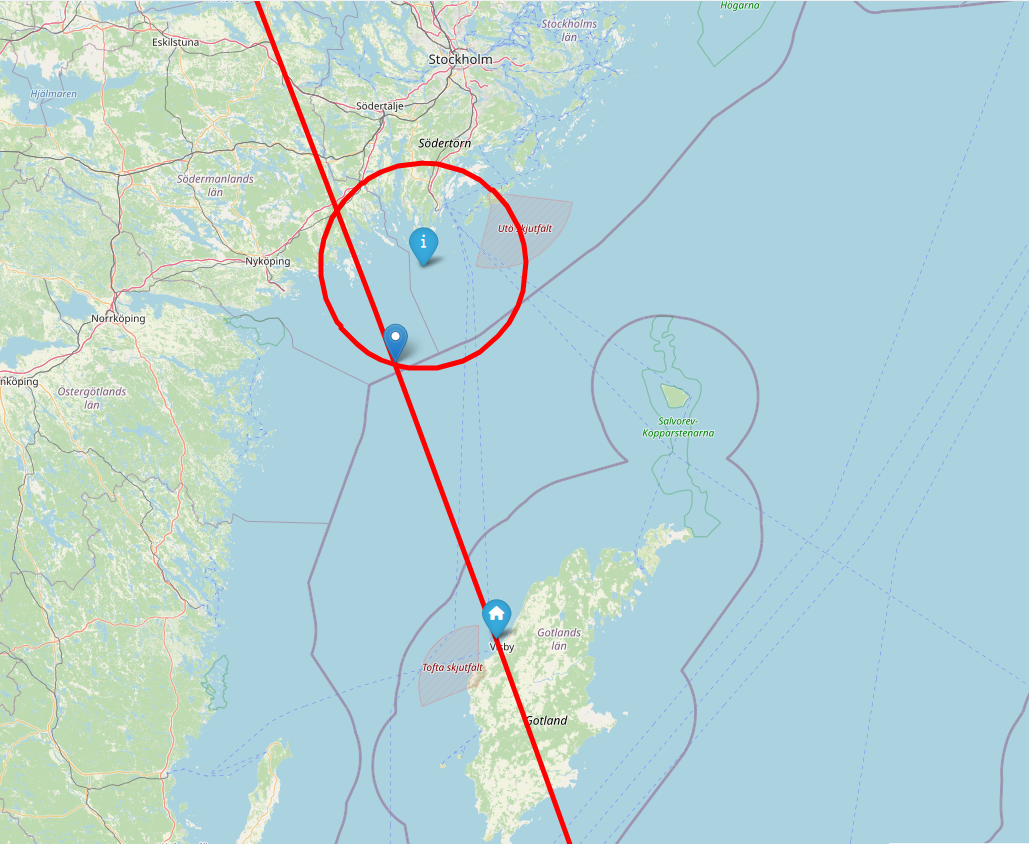 Högarna
Stockholms
län
Eskilstuna
Stockholm
Hjälmaren
Södertälje
Södertörn
Södermanlands
län
Utö skjutfält
i
Nyköping
Norrköping
nköping
Östergötlands
län
Salvorev-
Kopparstenarna
Gotlands
län
Visby
Tofta skjutfält
Gotland